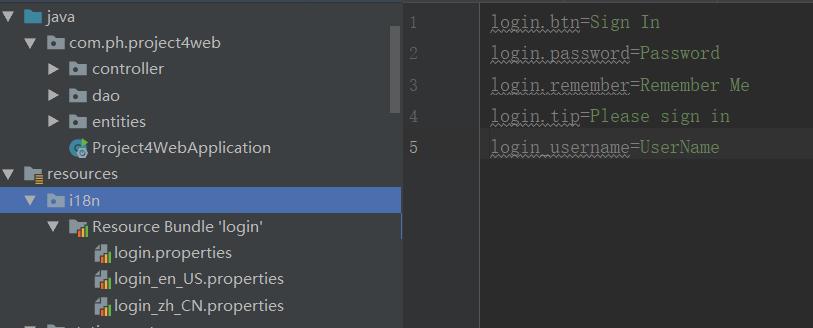 java
com.ph.project4web
controller
dao
entities
Project4WebApplication
resources
i18n
Resource Bundle 'login'
login.properties
login_en_US.properties
login_zh_CN.properties
1 login.btn=Sign In
2 login.password=Password
3 login.remember=Remember Me
4 login.tip=Please sign in
5 login_username=UserName